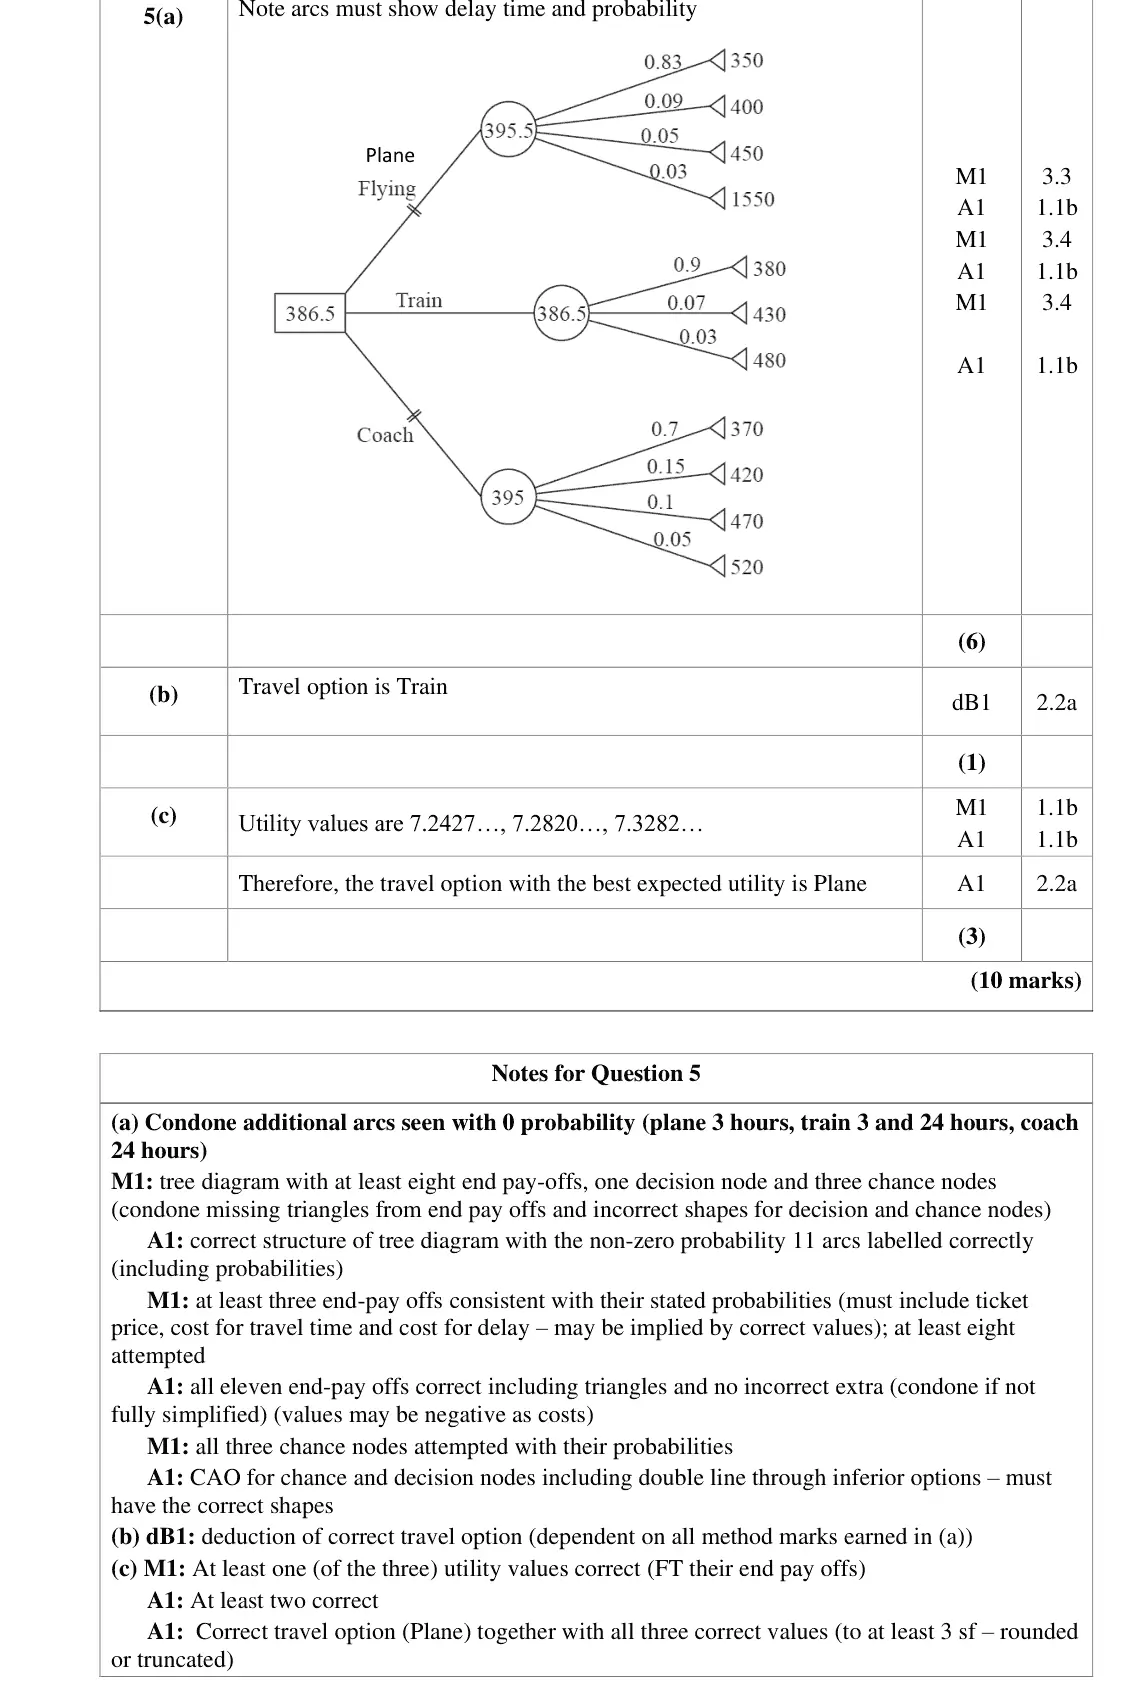 5(a)
Note arcs must show delay time and probability
0.83
350
0.09
400
395.5
0.05
450
0.03
1550
Plane
Flying
M1 3.3
A1 1.1b
M1 3.4
A1 1.1b
M1 3.4
A1 1.1b
0.9
380
386.5
Train
386.5
0.07
430
0.03
480
Coach
0.7
370
0.15
420
395
0.1
470
0.05
520
(6)
(b)
Travel option is Train
dB1 2.2a
(1)
(c)
Utility values are 7.2427…, 7.2820…, 7.3282…
M1 1.1b
A1 1.1b
Therefore, the travel option with the best expected utility is Plane
A1 2.2a
(3)
(10 marks)
Notes for Question 5
(a) Condone additional arcs seen with 0 probability (plane 3 hours, train 3 and 24 hours, coach
24 hours)
M1: tree diagram with at least eight end pay-offs, one decision node and three chance nodes
(condone missing triangles from end pay offs and incorrect shapes for decision and chance nodes)
A1: correct structure of tree diagram with the non-zero probability 11 arcs labelled correctly
(including probabilities)
M1: at least three end-pay offs consistent with their stated probabilities (must include ticket
price, cost for travel time and cost for delay – may be implied by correct values); at least eight
attempted
A1: all eleven end-pay offs correct including triangles and no incorrect extra (condone if not
fully simplified) (values may be negative as costs)
M1: all three chance nodes attempted with their probabilities
A1: CAO for chance and decision nodes including double line through inferior options – must
have the correct shapes
(b) dB1: deduction of correct travel option (dependent on all method marks earned in (a))
(c) M1: At least one (of the three) utility values correct (FT their end pay offs)
A1: At least two correct
A1: Correct travel option (Plane) together with all three correct values (to at least 3 sf – rounded
or truncated)